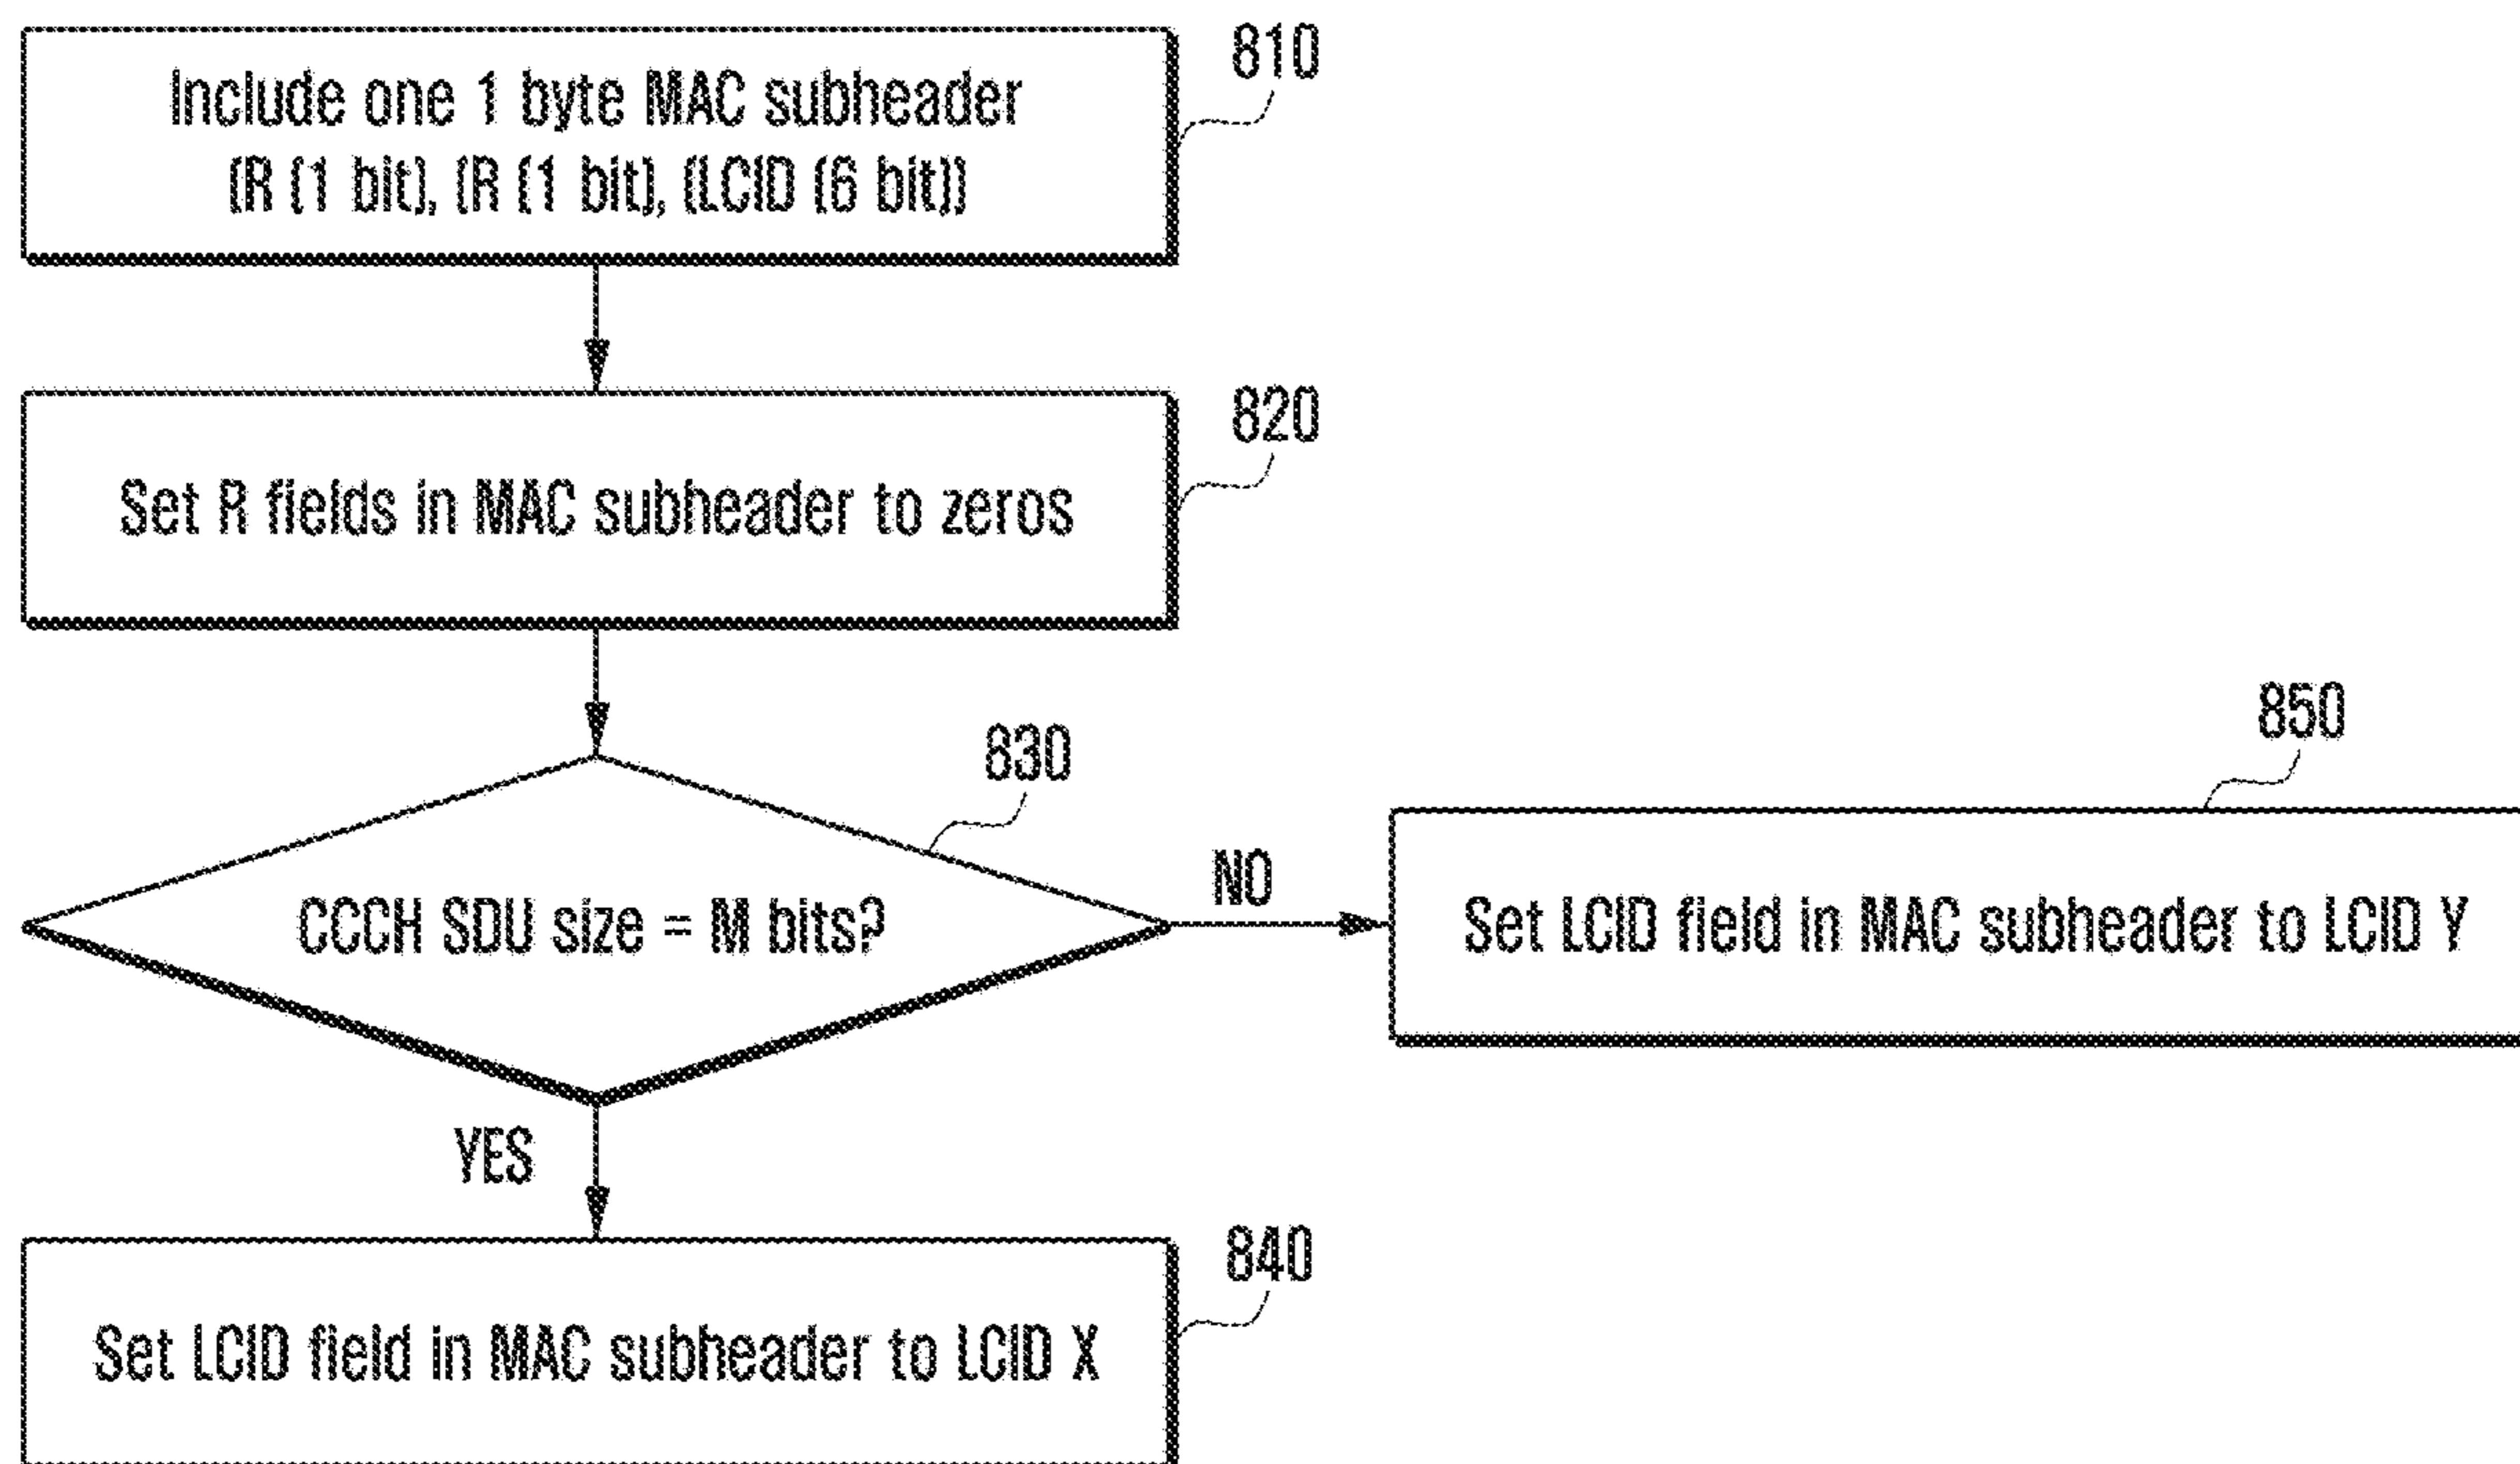 Include one 1 byte MAC subheader
(R (1 bit), (R (1 bit), (LCID (6 bit))
810
Set R fields in MAC subheader to zeros
820
830
CCCH SDU size = M bits?
NO
850
Set LCID field in MAC subheader to LCID Y
YES
840
Set LCID field in MAC subheader to LCID X